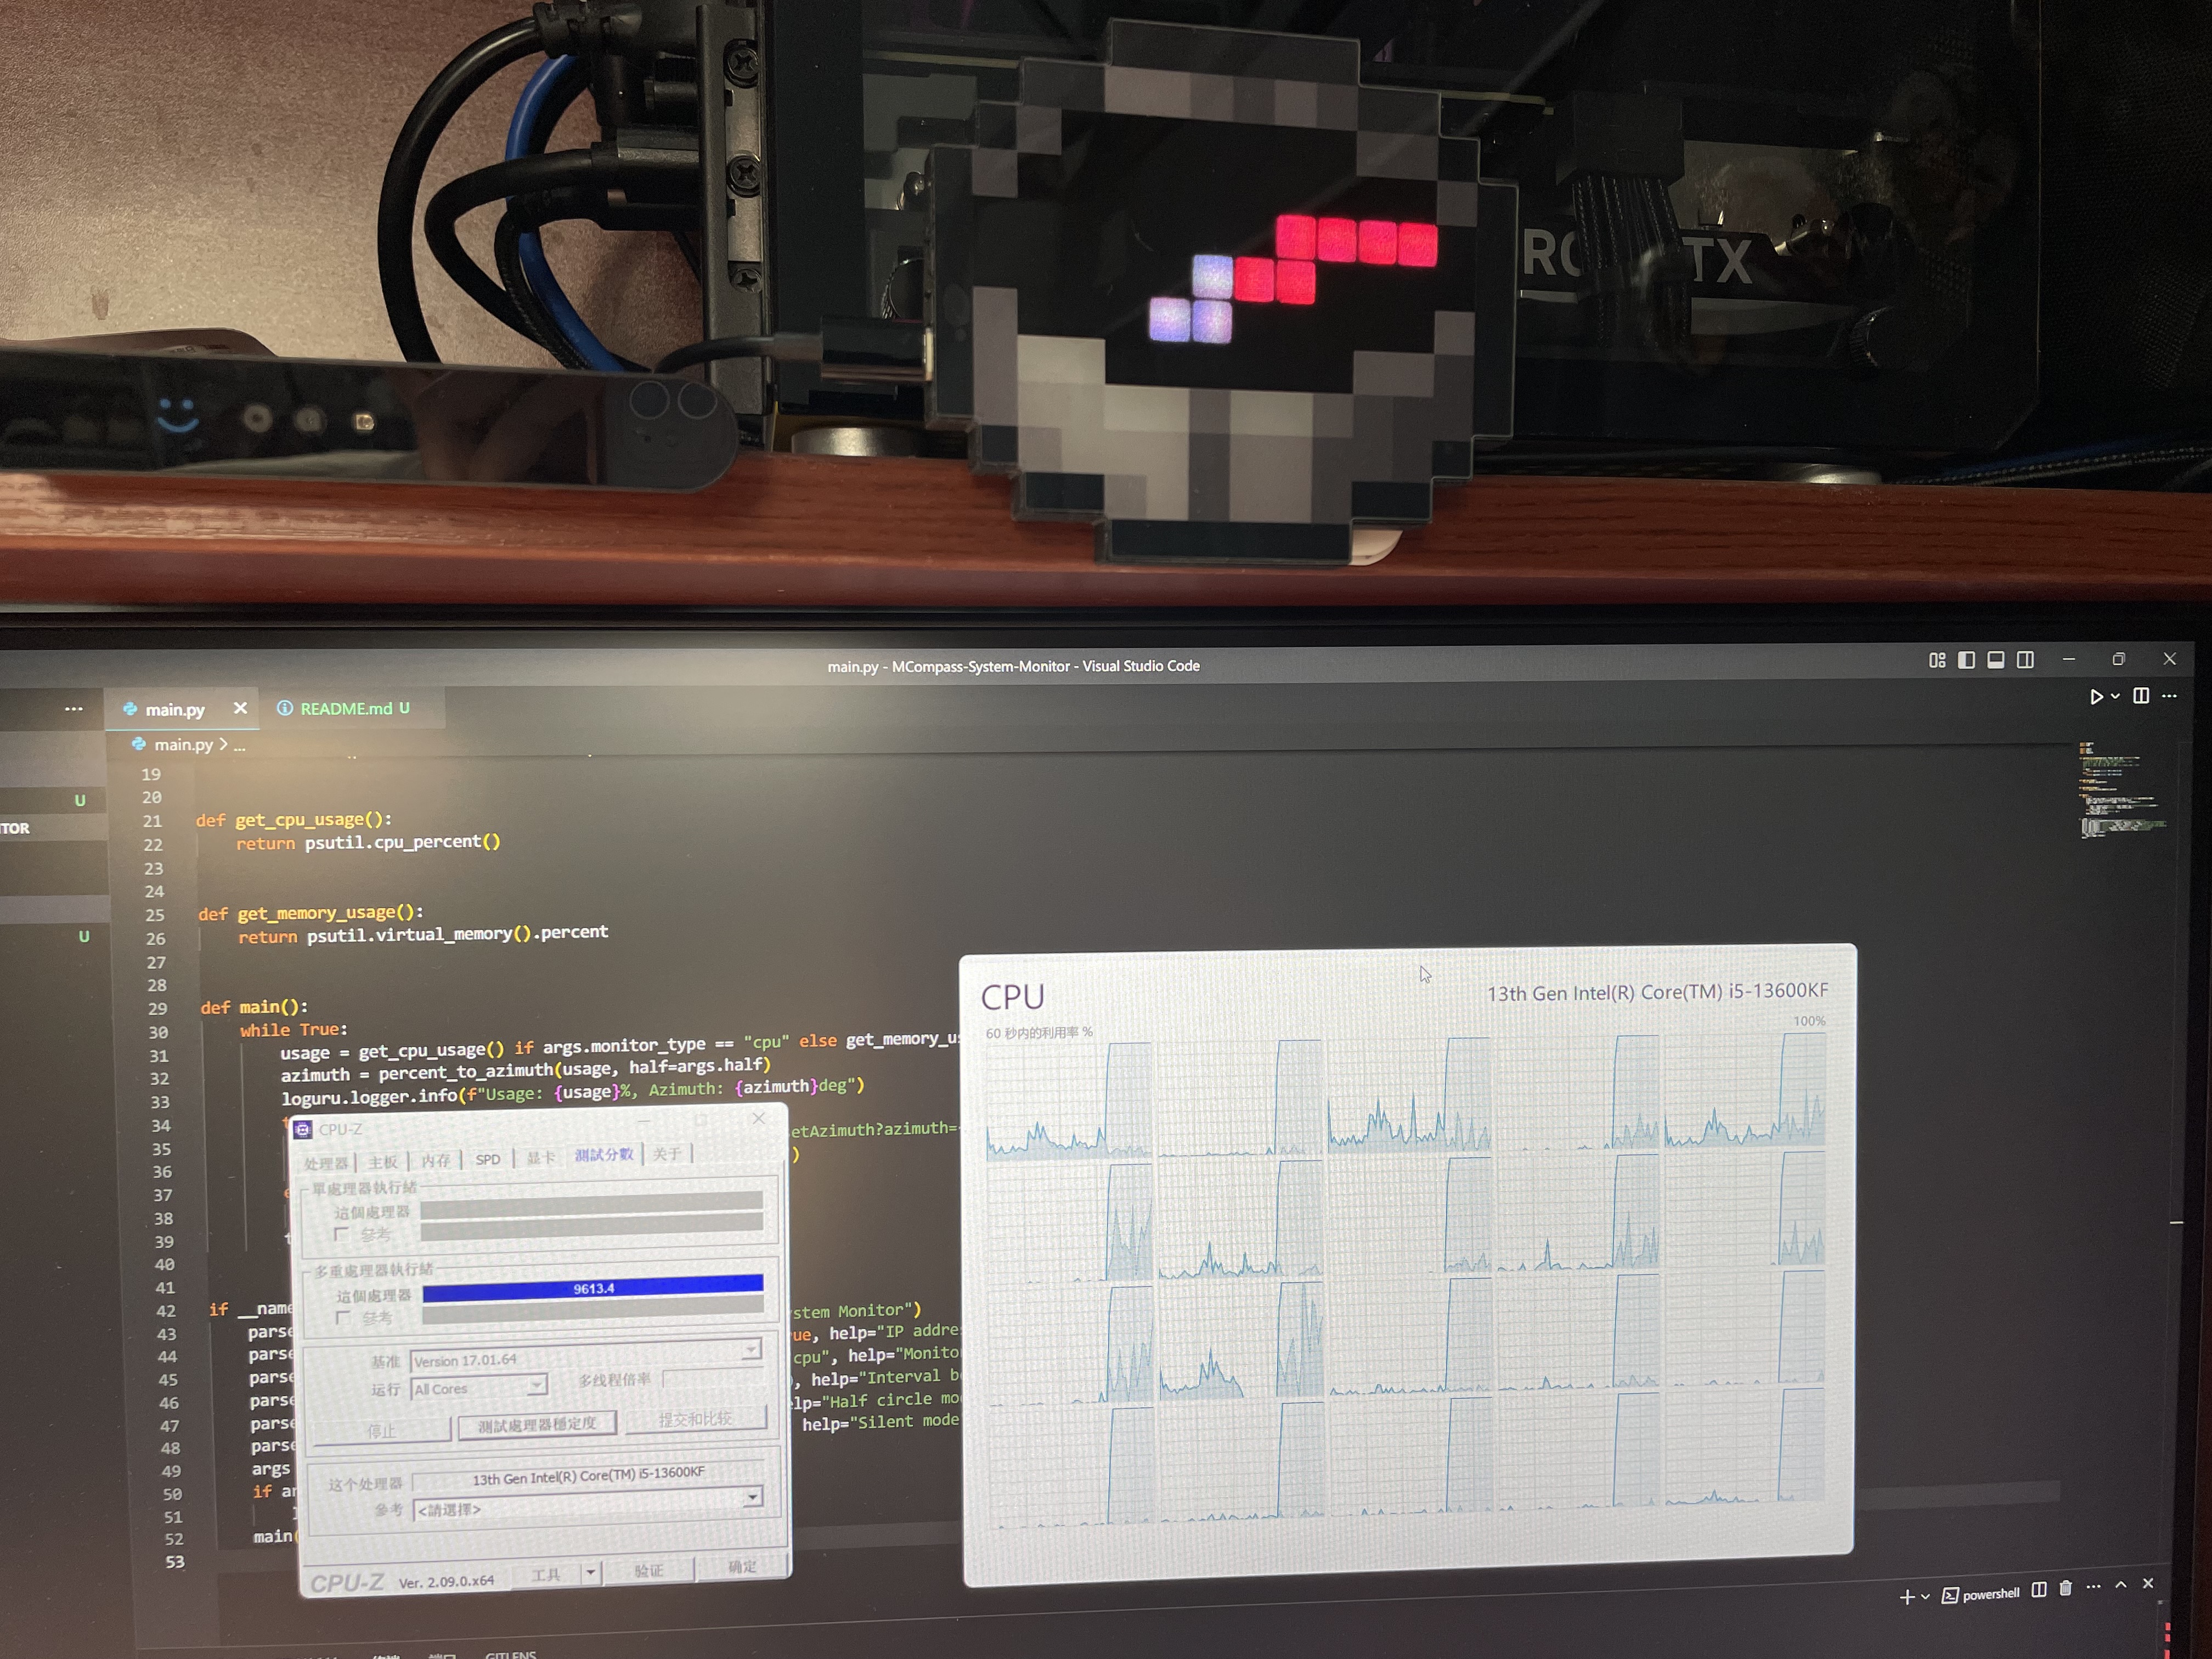 TX
main.py - MCompass-System-Monitor - Visual Studio Code
main.py
README.md U
main.py > ...
U
TOR
U
19
20
21 def get_cpu_usage():
22 return psutil.cpu_percent()
23
24
25 def get_memory_usage():
26 return psutil.virtual_memory().percent
27
28
29 def main():
30 while True:
31 usage = get_cpu_usage() if args.monitor_type == "cpu" else get_memory_u
32 azimuth = percent_to_azimuth(usage, half=args.half)
33 loguru.logger.info(f"Usage: {usage}%, Azimuth: {azimuth}deg")
34 etAzimuth?azimuth=
35 )
36
37
38
39
40
41
42 if __name stem Monitor")
43 parse ue, help="IP addre
44 parse cpu", help="Monito
45 parse , help="Interval b
46 parse lp="Half circle mo
47 parse help="Silent mode
48 parse
49 args
50 if ar
51
52 main(
53
CPU-Z
处理器 主板 内存 SPD 显卡 測試分數 关于
單處理器執行緒
這個處理器
參考
多重處理器執行緒
這個處理器 9613.4
參考
基准 Version 17.01.64
运行 All Cores 多线程倍率
停止 測試處理器穩定度 提交和比较
这个处理器 13th Gen Intel(R) Core(TM) i5-13600KF
參考 <請選擇>
CPU-Z Ver. 2.09.0.x64 工具 验证 确定
CPU 13th Gen Intel(R) Core(TM) i5-13600KF
60 秒内的利用率 % 100%
powershell
GITLENS